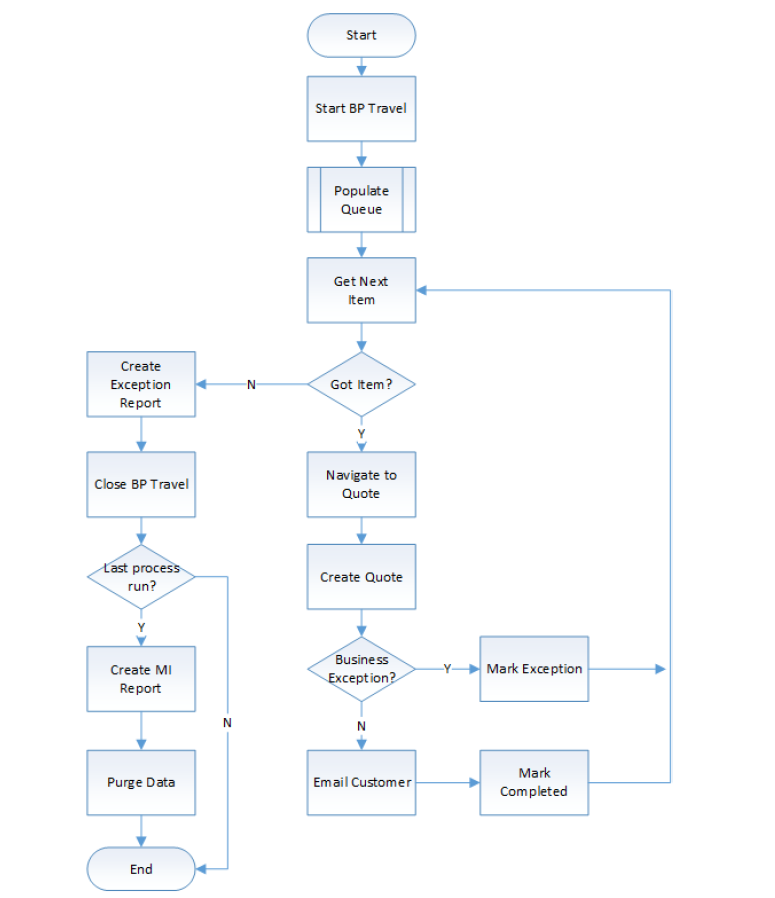 Start
Start BP Travel
Populate
Queue
Get Next
Item
Got Item?
N
Y
Create
Exception
Report
Close BP Travel
Last process
run?
Y
N
Create MI
Report
Purge Data
End
Navigate to
Quote
Create Quote
Business
Exception?
Y
Mark Exception
N
Email Customer
Mark
Completed